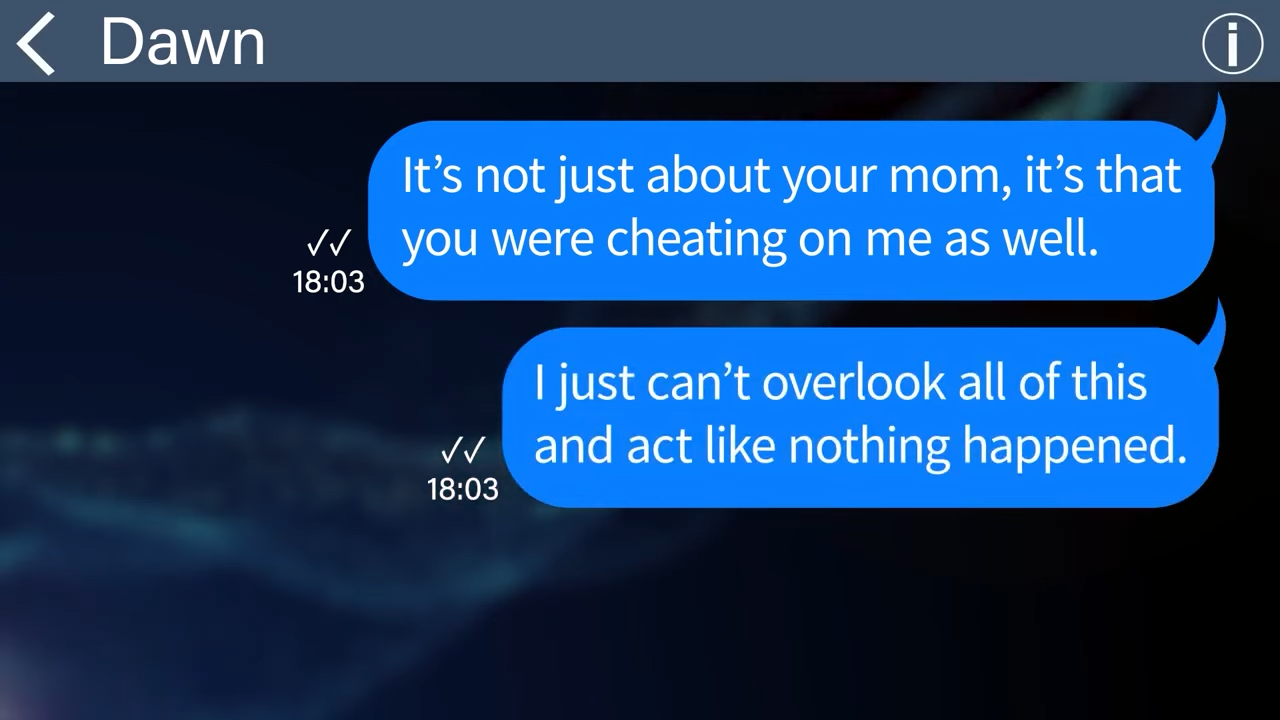 Dawn
It’s not just about your mom, it’s that
you were cheating on me as well.
✓✓
18:03
I just can’t overlook all of this
and act like nothing happened.
✓✓
18:03